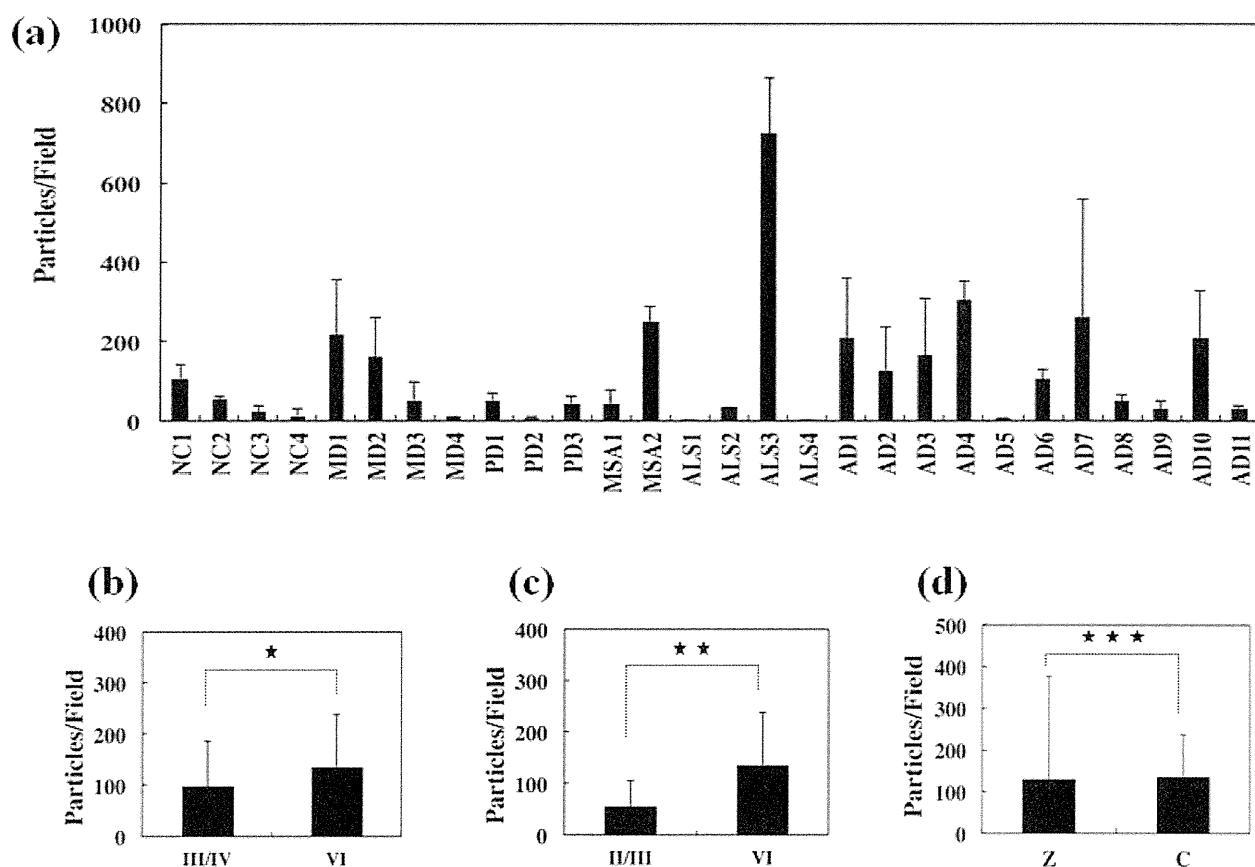 (a)
Particles/Field
1000
800
600
400
200
0
NC1 NC2 NC3 NC4 MD1 MD2 MD3 MD4 PD1 PD2 PD3 MSA1 MSA2 ALS1 ALS2 ALS3 ALS4 AD1 AD2 AD3 AD4 AD5 AD6 AD7 AD8 AD9 AD10 AD11
(b)
Particles/Field
400
300
200
100
0
★
III/IV VI
(c)
Particles/Field
400
300
200
100
0
★ ★
II/III VI
(d)
Particles/Field
500
400
300
200
100
0
★ ★ ★
Z C